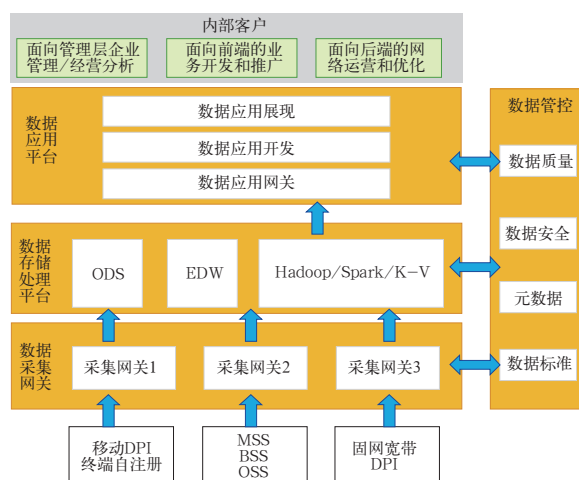 内部客户
面向管理层企业
管理/经营分析
面向前端的业
务开发和推广
面向后端的网
络运营和优化
数据
应用
平台
数据应用展现
数据应用开发
数据应用网关
数据
存储
处理
平台
ODS
EDW
Hadoop/Spark/K-V
数据
采集
网关
采集网关1
采集网关2
采集网关3
移动DPI
终端自注册
MSS
BSS
OSS
固网宽带
DPI
数据管控
数据质量
数据安全
元数据
数据标准